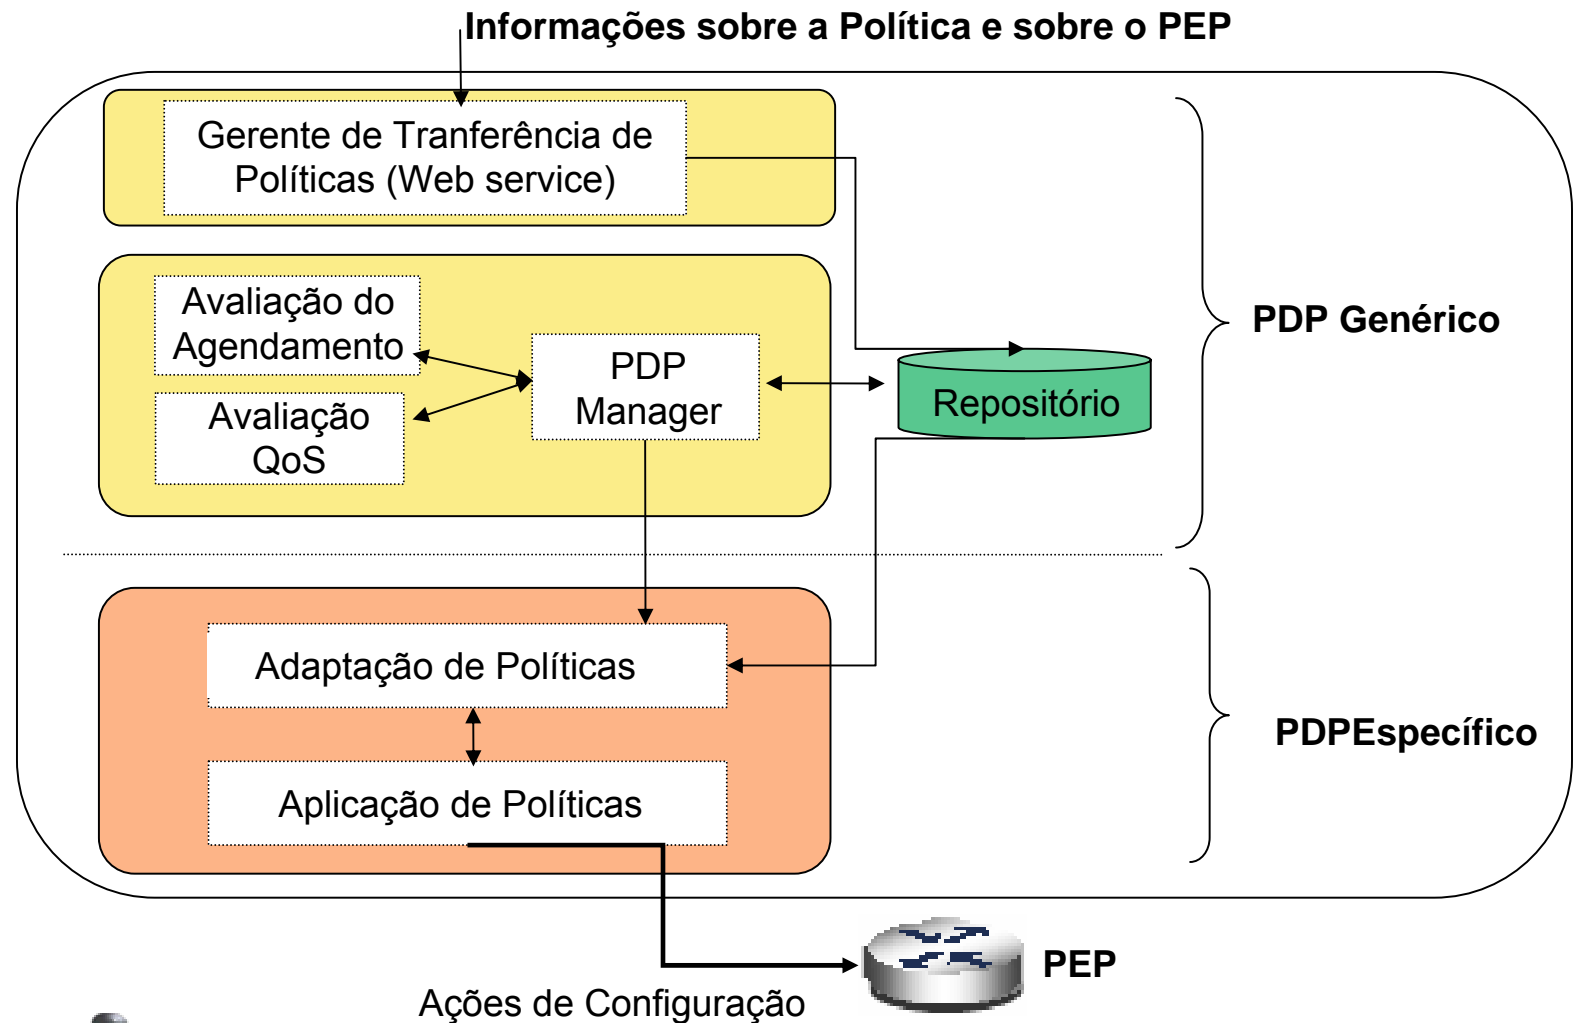 Informações sobre a Política e sobre o PEP
Gerente de Tranferência de
Políticas (Web service)
Avaliação do
Agendamento
PDP
Manager
Avaliação
QoS
Repositório
PDP Genérico
Adaptação de Políticas
Aplicação de Políticas
PDPEspecífico
PEP
Ações de Configuração